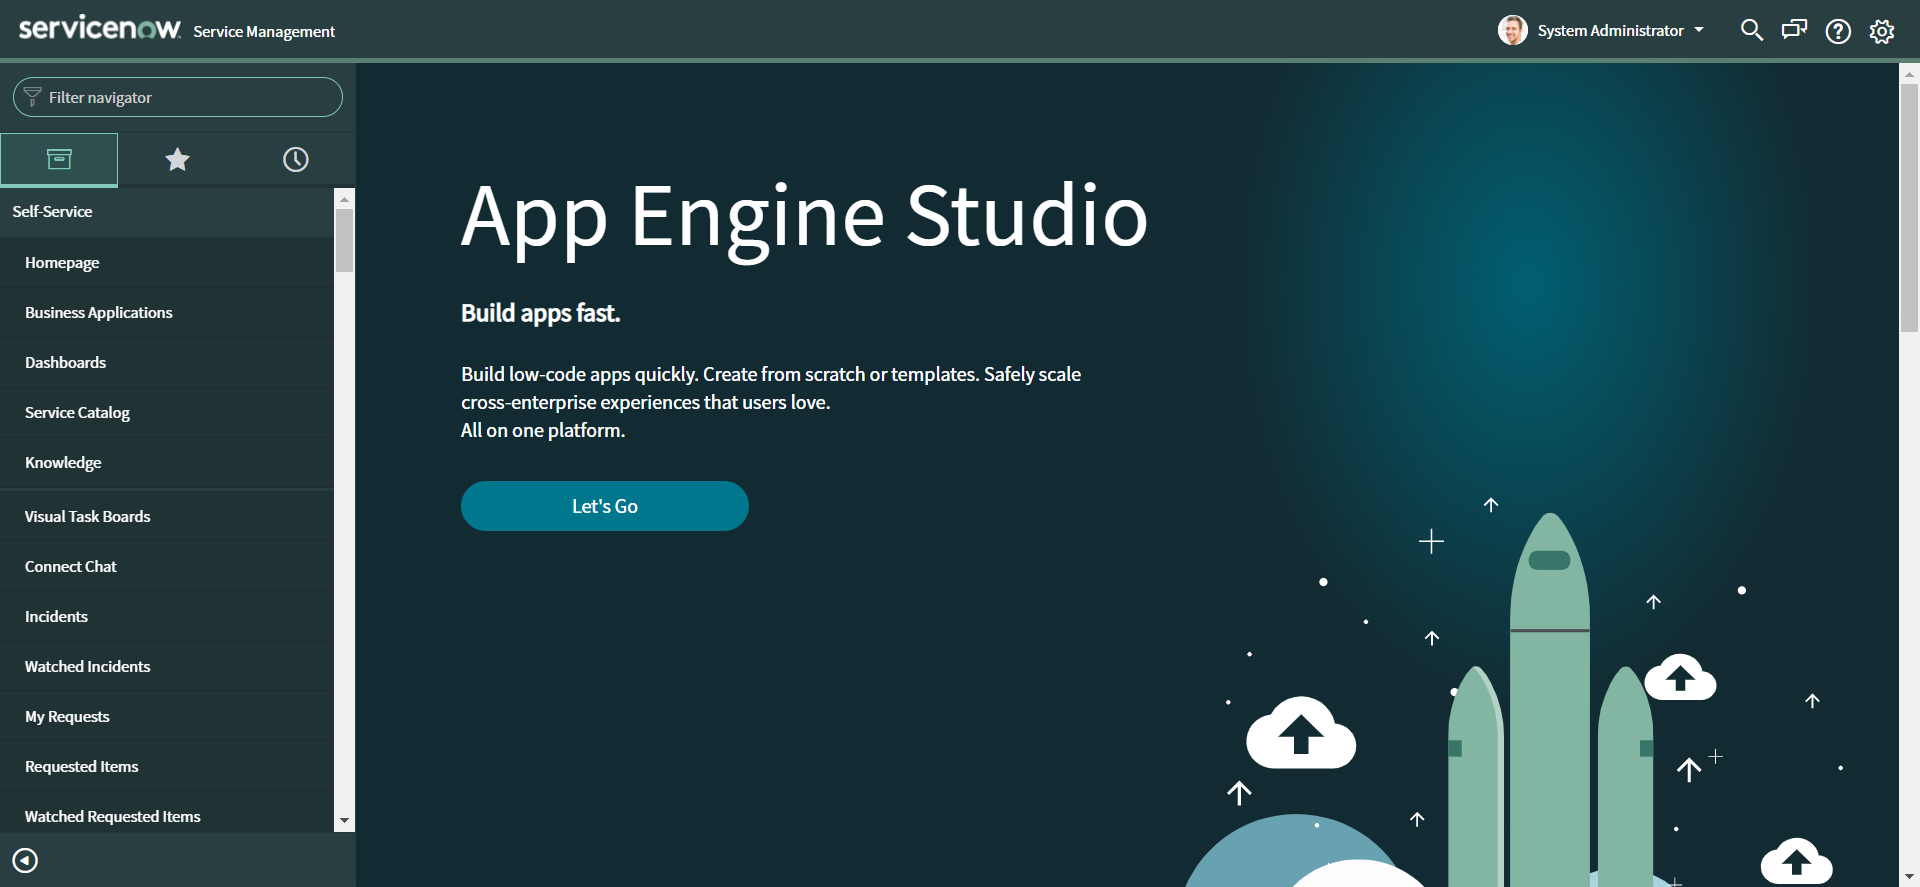 servicenow Service Management
System Administrator
Filter navigator
Self-Service
Homepage
Business Applications
Dashboards
Service Catalog
Knowledge
Visual Task Boards
Connect Chat
Incidents
Watched Incidents
My Requests
Requested Items
Watched Requested Items
App Engine Studio
Build apps fast.
Build low-code apps quickly. Create from scratch or templates. Safely scale
cross-enterprise experiences that users love.
All on one platform.
Let's Go